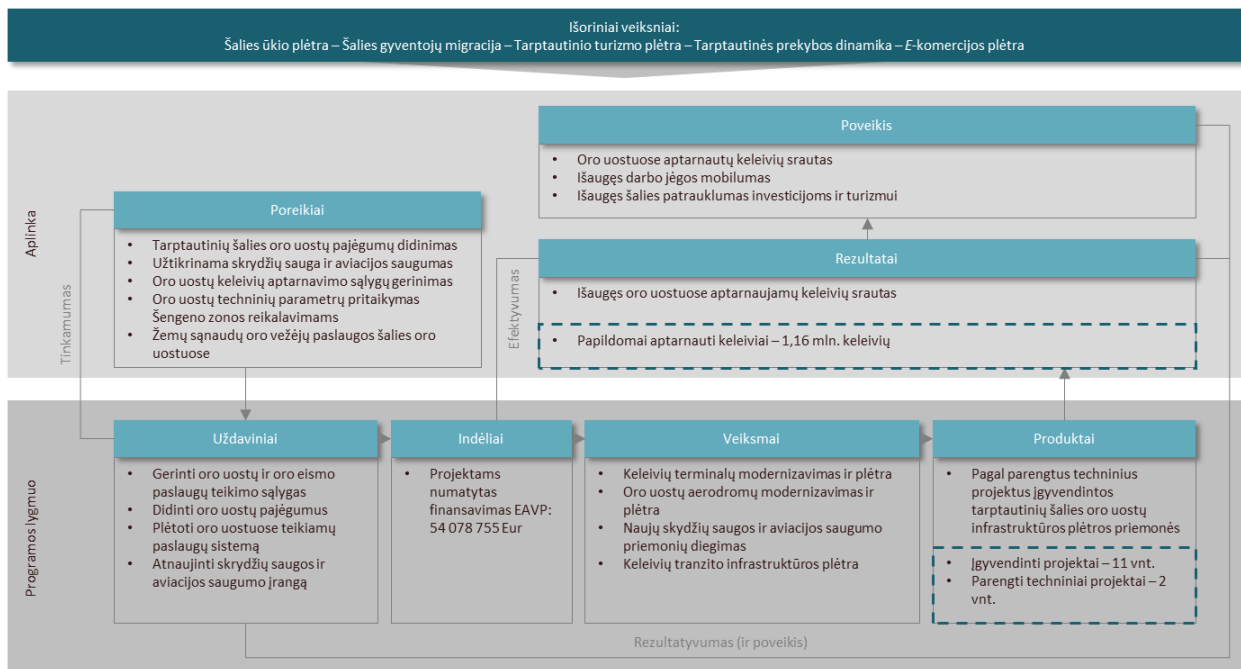 Išoriniai veiksniai:
Šalies ūkio plėtra – Šalies gyventojų migracija – Tarptautinio turizmo plėtra – Tarptautinės prekybos dinamika – E-komercijos plėtra
Aplinka
Poveikis
• Oro uostuose aptarnautų keleivių srautas
• Išaugęs darbo jėgos mobilumas
• Išaugęs šalies patrauklumas investicijoms ir turizmui
Poreikiai
• Tarptautinių šalies oro uostų pajėgumų didinimas
• Užtikrinama skrydžių sauga ir aviacijos saugumas
• Oro uostų keleivių aptarnavimo sąlygų gerinimas
• Oro uostų techninių parametrų pritaikymas
Šengeno zonos reikalavimams
• Žemų sąnaudų oro vežėjų paslaugos šalies oro
uostuose
Tinkamumas
Efektyvumas
Rezultatai
• Išaugęs oro uostuose aptarnaujamų keleivių srautas
• Papildomai aptarnauti keleiviai – 1,16 mln. keleivių
Programos lygmuo
Uždaviniai
• Gerinti oro uostų ir oro eismo
paslaugų teikimo sąlygas
• Didinti oro uostų pajėgumus
• Plėtoti oro uostuose teikiamų
paslaugų sistemą
• Atnaujinti skrydžių saugos ir
aviacijos saugumo įrangą
Indėliai
• Projektams
numatytas
finansavimas EAVP:
54 078 755 Eur
Veiksmai
• Keleivių terminalų modernizavimas ir plėtra
• Oro uostų aerodromų modernizavimas ir
plėtra
• Naujų skydžių saugos ir aviacijos saugumo
priemonių diegimas
• Keleivių tranzito infrastruktūros plėtra
Produktai
• Pagal parengtus techninius
projektus įgyvendintos
tarptautinių šalies oro uostų
infrastruktūros plėtros priemonės
• Įgyvendinti projektai – 11 vnt.
• Parengti techniniai projektai – 2
vnt.
Rezultatyvumas (ir poveikis)